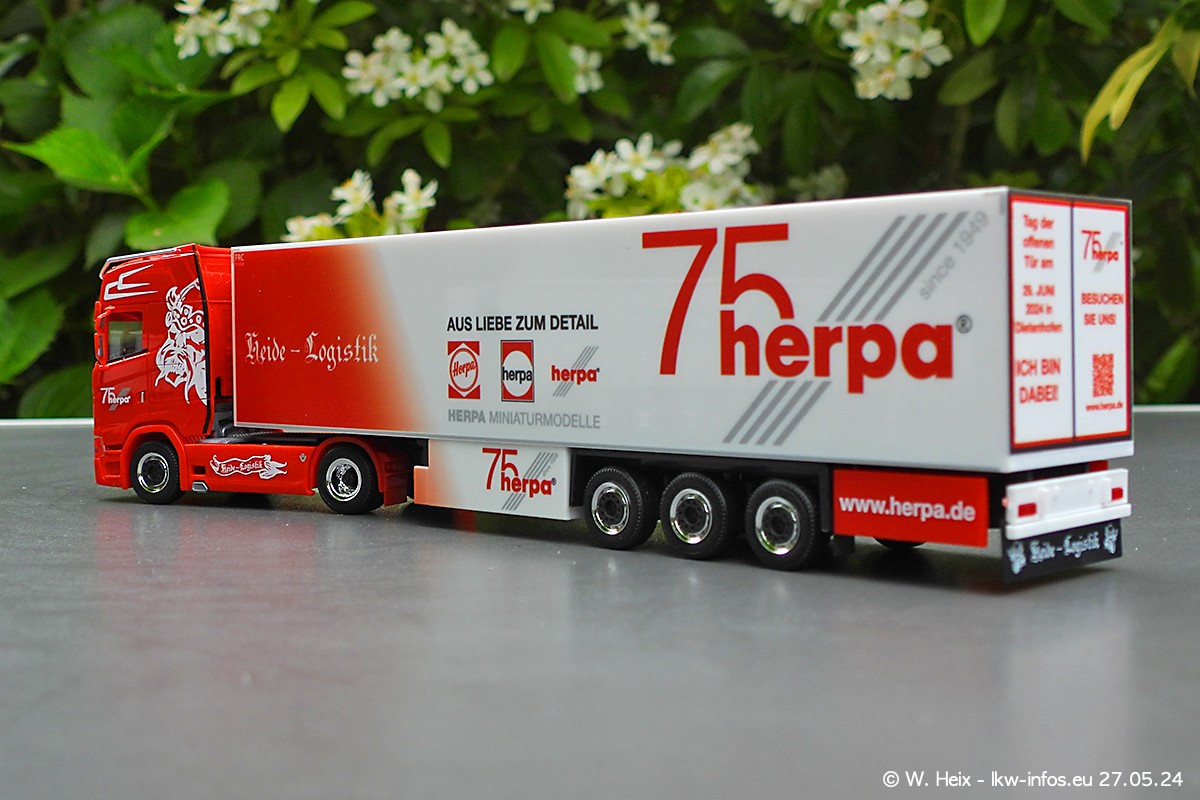 FRC
Heide-Logistik
75
herpa
Heide-Logistik
AUS LIEBE ZUM DETAIL
Herpa
herpa
herpa®
HERPA MINIATURMODELLE
75
herpa®
since 1949
75
herpa
www.herpa.de
Tag der
offenen
Tür am
29. JUNI
2024 in
Dietenhofen
ICH BIN
DABEI!
75
herpa
BESUCHEN
SIE UNS!
www.herpa.de
Heide-Logistik
© W. Heix - lkw-infos.eu 27.05.24